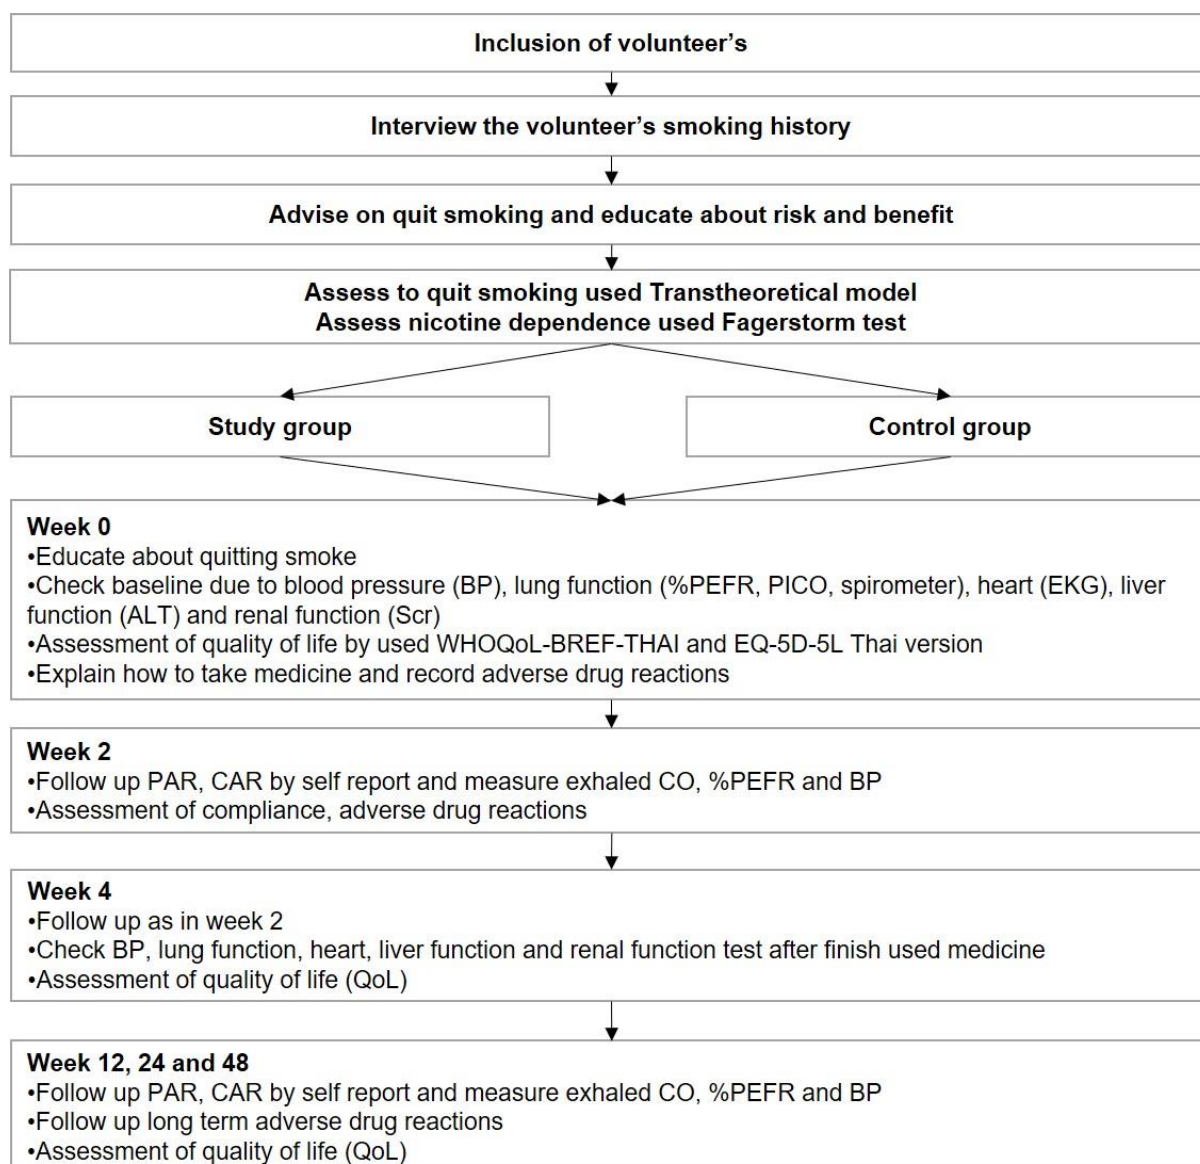 Inclusion of volunteer’s
Interview the volunteer’s smoking history
Advise on quit smoking and educate about risk and benefit
Assess to quit smoking used Transtheoretical model
Assess nicotine dependence used Fagerstorm test
Study group
Control group
Week 0
•Educate about quitting smoke
•Check baseline due to blood pressure (BP), lung function (%PEFR, PICO, spirometer), heart (EKG), liver
function (ALT) and renal function (Scr)
•Assessment of quality of life by used WHOQoL-BREF-THAI and EQ-5D-5L Thai version
•Explain how to take medicine and record adverse drug reactions
Week 2
•Follow up PAR, CAR by self report and measure exhaled CO, %PEFR and BP
•Assessment of compliance, adverse drug reactions
Week 4
•Follow up as in week 2
•Check BP, lung function, heart, liver function and renal function test after finish used medicine
•Assessment of quality of life (QoL)
Week 12, 24 and 48
•Follow up PAR, CAR by self report and measure exhaled CO, %PEFR and BP
•Follow up long term adverse drug reactions
•Assessment of quality of life (QoL)